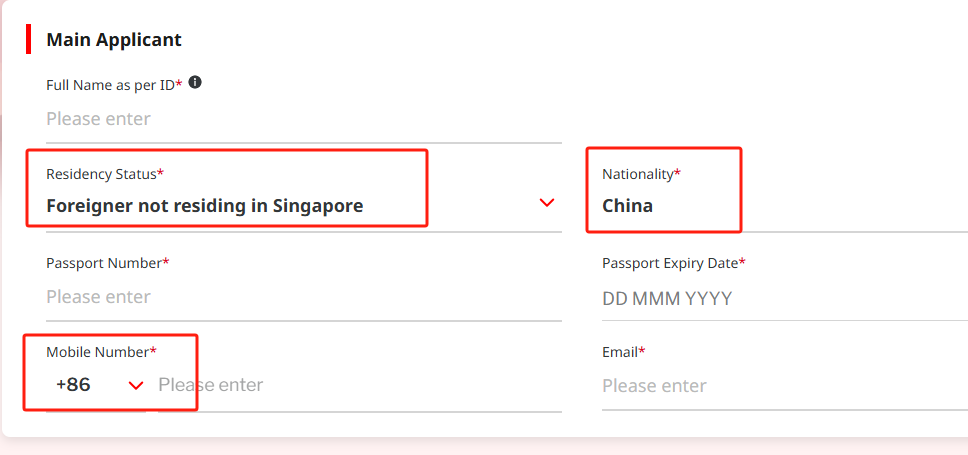 Main Applicant
Full Name as per ID*
Please enter
Residency Status*
Foreigner not residing in Singapore
Nationality*
China
Passport Number*
Please enter
Passport Expiry Date*
DD MMM YYYY
Mobile Number*
+86 Please enter
Email*
Please enter